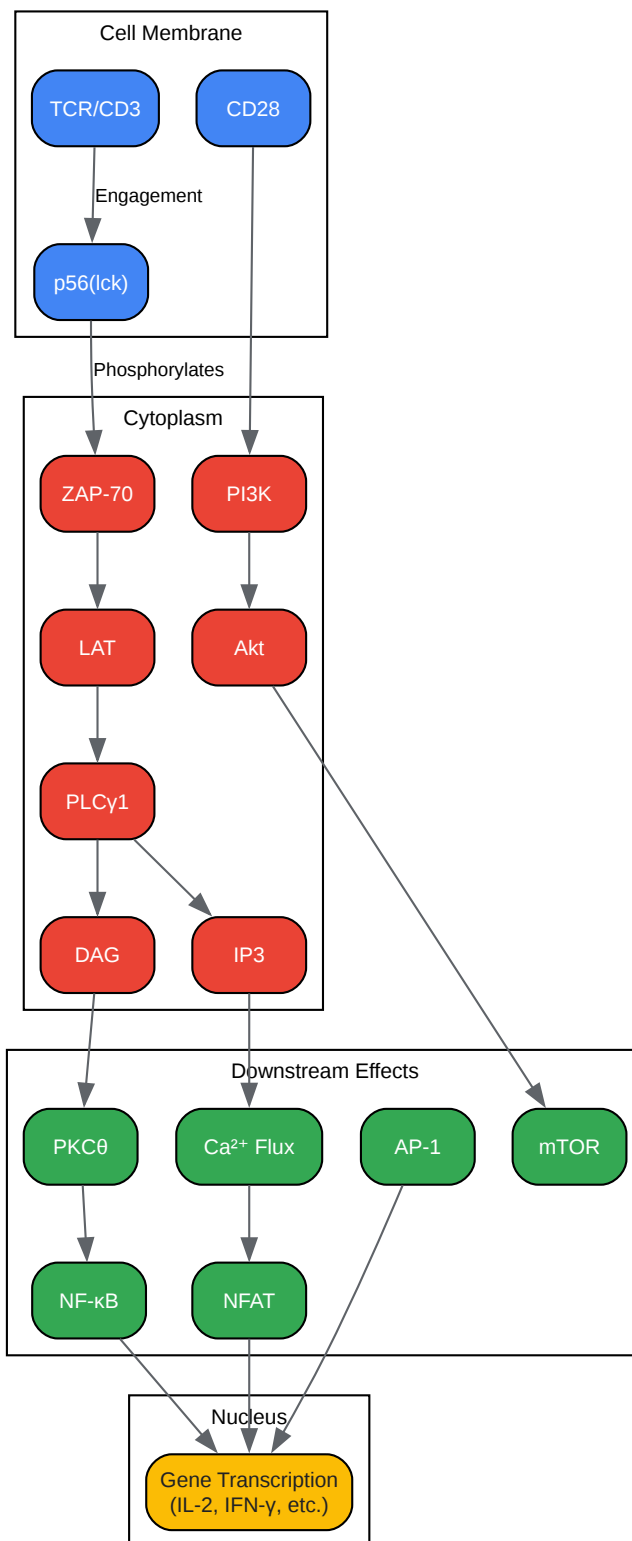 Cell Membrane
TCR/CD3
CD28
Engagement
p56(lck)
Phosphorylates
Cytoplasm
ZAP-70
PI3K
LAT
Akt
PLCγ1
DAG
IP3
Downstream Effects
PKCθ
Ca²⁺ Flux
AP-1
mTOR
NF-κB
NFAT
Nucleus
Gene Transcription
(IL-2, IFN-γ, etc.)